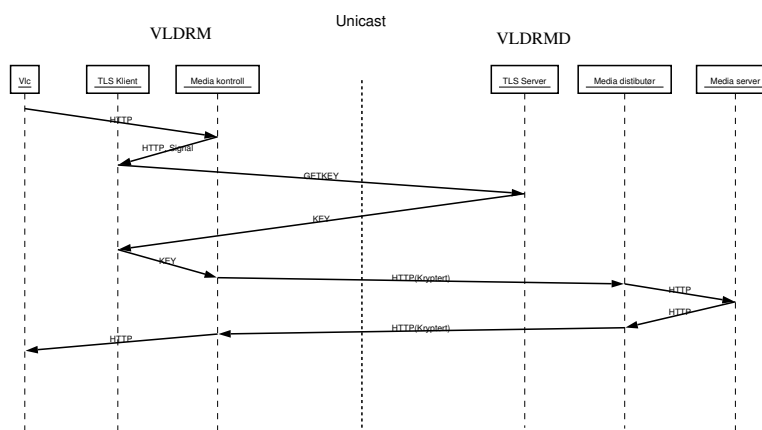 Unicast
VLDRM
VLDRMD
Vlc
TLS Klient
Media kontroll
TLS Server
Media distibutør
Media server
HTTP
HTTP_Signal
GETKEY
KEY
KEY
HTTP(Kryptert)
HTTP
HTTP
HTTP(Kryptert)
HTTP